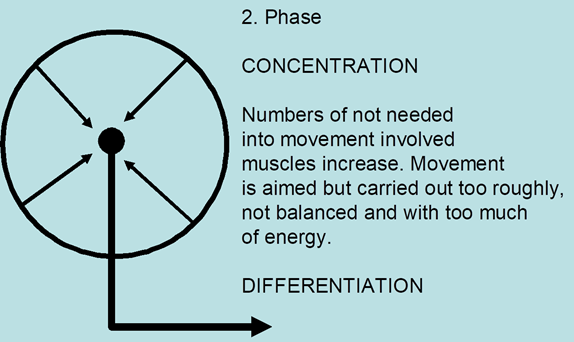 2. Phase
CONCENTRATION
Numbers of not needed
into movement involved
muscles increase. Movement
is aimed but carried out too roughly,
not balanced and with too much
of energy.
DIFFERENTIATION